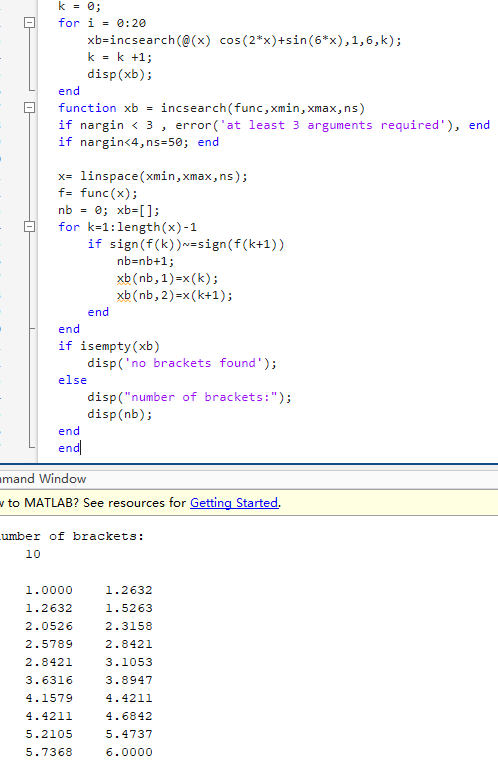 k = 0;
for i = 0:20
xb=incsearch(@(x) cos(2*x)+sin(6*x),1,6,k);
k = k +1;
disp(xb);
end
function xb = incsearch(func,xmin,xmax,ns)
if nargin < 3 , error('at least 3 arguments required'), end
if nargin<4,ns=50; end
x= linspace(xmin,xmax,ns);
f= func(x);
nb = 0; xb=[];
for k=1:length(x)-1
if sign(f(k))~=sign(f(k+1))
nb=nb+1;
xb(nb,1)=x(k);
xb(nb,2)=x(k+1);
end
end
if isempty(xb)
disp('no brackets found');
else
disp("number of brackets:");
disp(nb);
end
end
mmand Window
w to MATLAB? See resources for Getting Started.
umber of brackets:
10
1.0000 1.2632
1.2632 1.5263
2.0526 2.3158
2.5789 2.8421
2.8421 3.1053
3.6316 3.8947
4.1579 4.4211
4.4211 4.6842
5.2105 5.4737
5.7368 6.0000